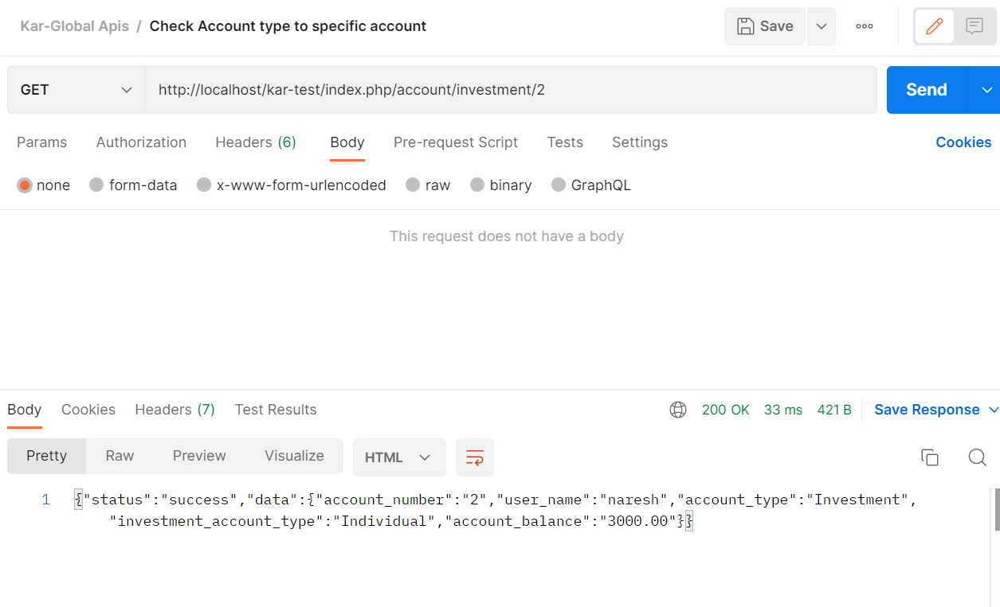 Kar-Global Apis / Check Account type to specific account
Save
GET
http://localhost/kar-test/index.php/account/investment/2
Send
Params Authorization Headers (6) Body Pre-request Script Tests Settings Cookies
none form-data x-www-form-urlencoded raw binary GraphQL
This request does not have a body
Body Cookies Headers (7) Test Results 200 OK 33 ms 421 B Save Response
Pretty Raw Preview Visualize HTML
1 {"status":"success","data":{"account_number":"2","user_name":"naresh","account_type":"Investment",
"investment_account_type":"Individual","account_balance":"3000.00"}}